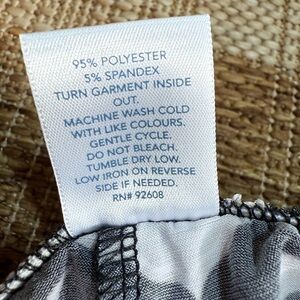 95% POLYESTER
5% SPANDEX
TURN GARMENT INSIDE
OUT.
MACHINE WASH COLD
WITH LIKE COLOURS.
GENTLE CYCLE.
DO NOT BLEACH.
TUMBLE DRY LOW.
LOW IRON ON REVERSE
SIDE IF NEEDED.
RN# 92608